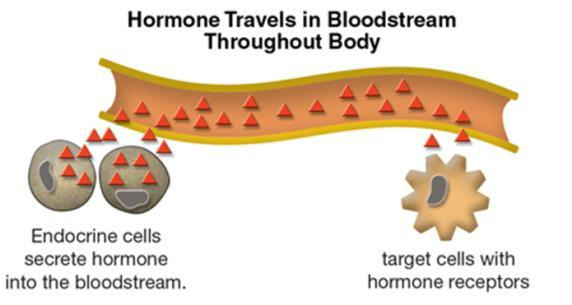 Hormone Travels in Bloodstream
Throughout Body
Endocrine cells
secrete hormone
into the bloodstream.
target cells with
hormone receptors